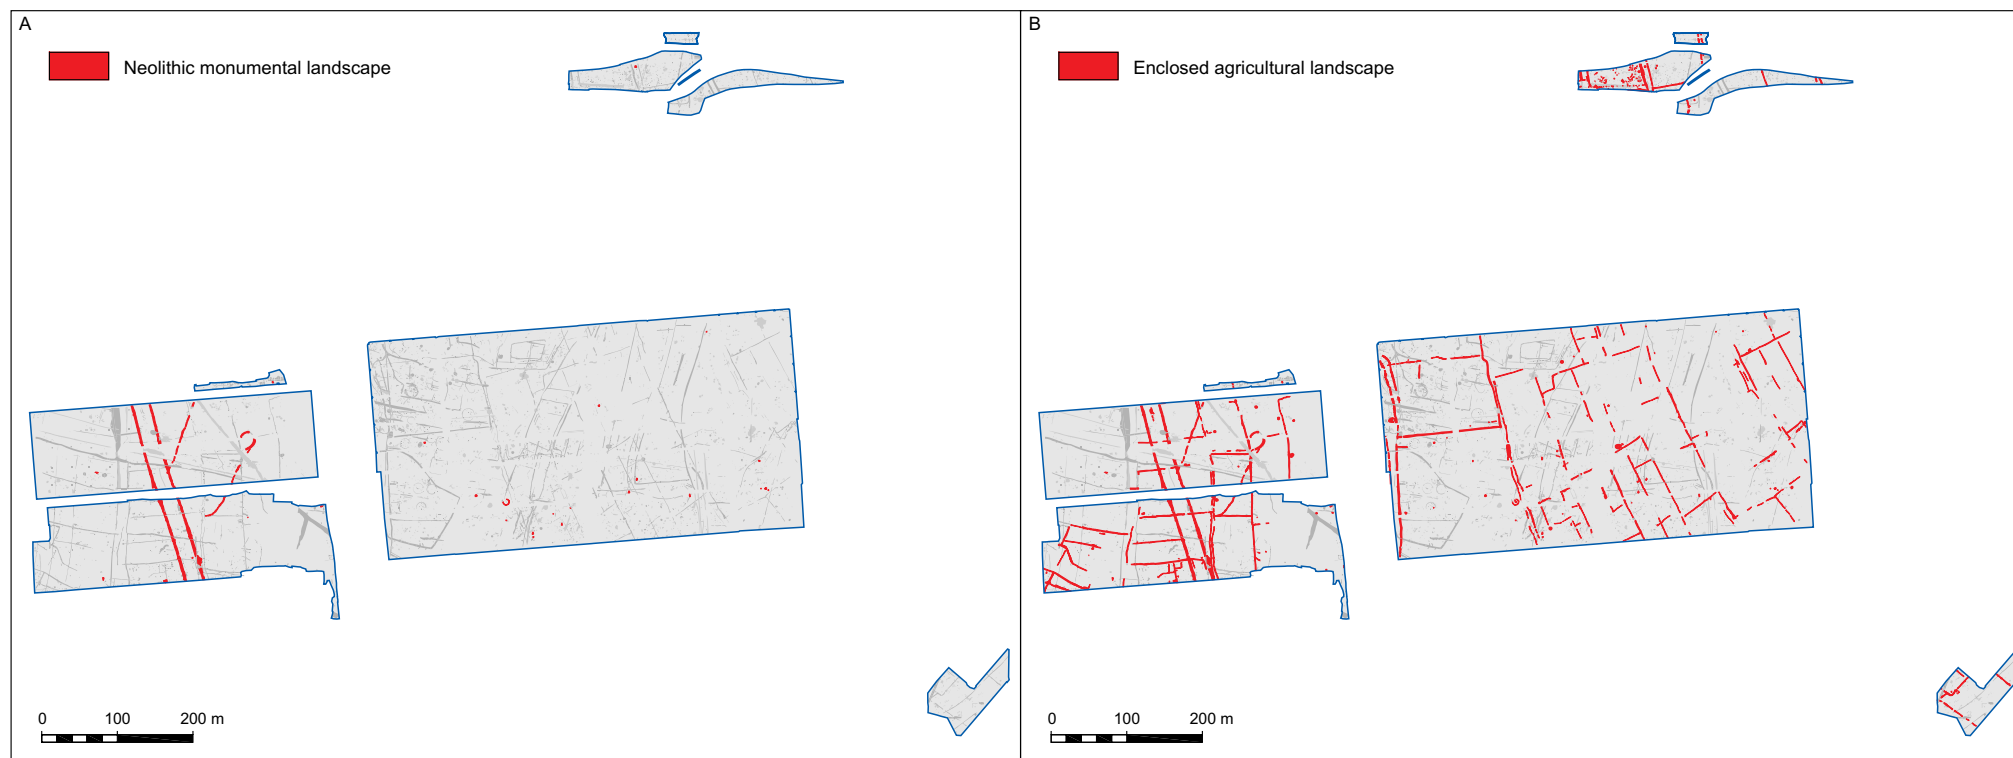 A
Neolithic monumental landscape
0 100 200 m
B
Enclosed agricultural landscape
0 100 200 m